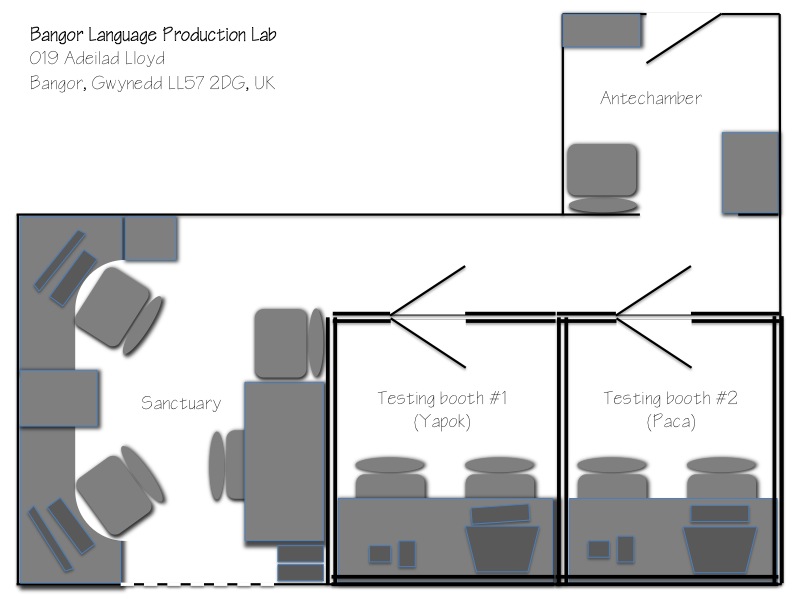 Bangor Language Production Lab
019 Adeilad Lloyd
Bangor, Gwynedd LL57 2DG, UK
Antechamber
Sanctuary
Testing booth #1
(Yapok)
Testing booth #2
(Paca)